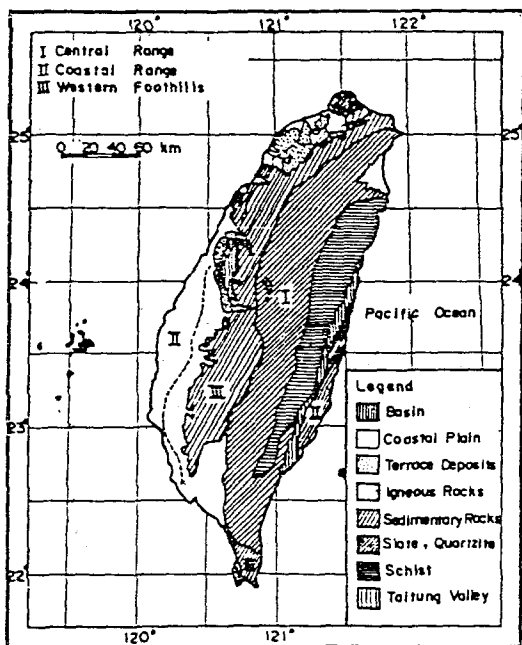 120° 121° 122°
I Central Range
II Coastal Range
III Western Foothills
0 20 40 60 km
25° 25°
24° 24°
I
Pacific Ocean
II
III
II
23° 23°
Legend
Basin
Coastal Plain
Terrace Deposits
Igneous Rocks
Sedimentary Rocks
Slate, Quartzite
Schist
Taitung Valley
22° 22°
120° 121°